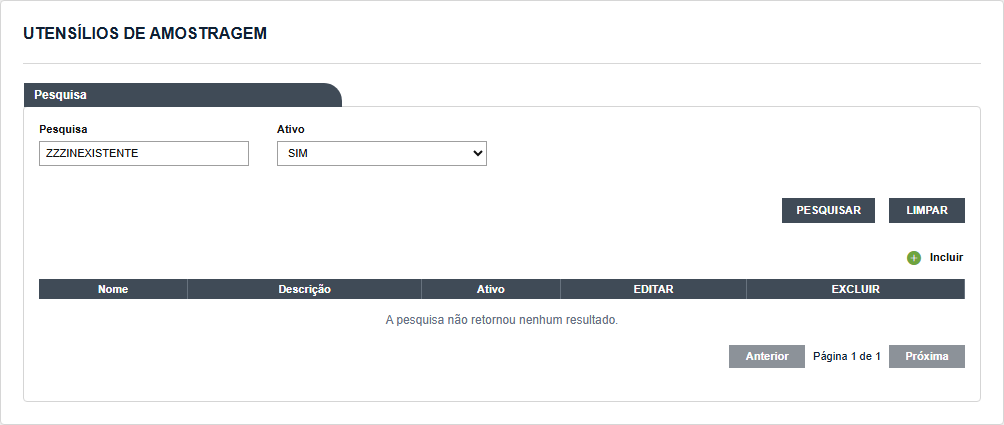 UTENSÍLIOS DE AMOSTRAGEM
Pesquisa
Pesquisa Ativo
ZZZINEXISTENTE SIM
PESQUISAR LIMPAR
Incluir
Nome Descrição Ativo EDITAR EXCLUIR
A pesquisa não retornou nenhum resultado.
Anterior Página 1 de 1 Próxima